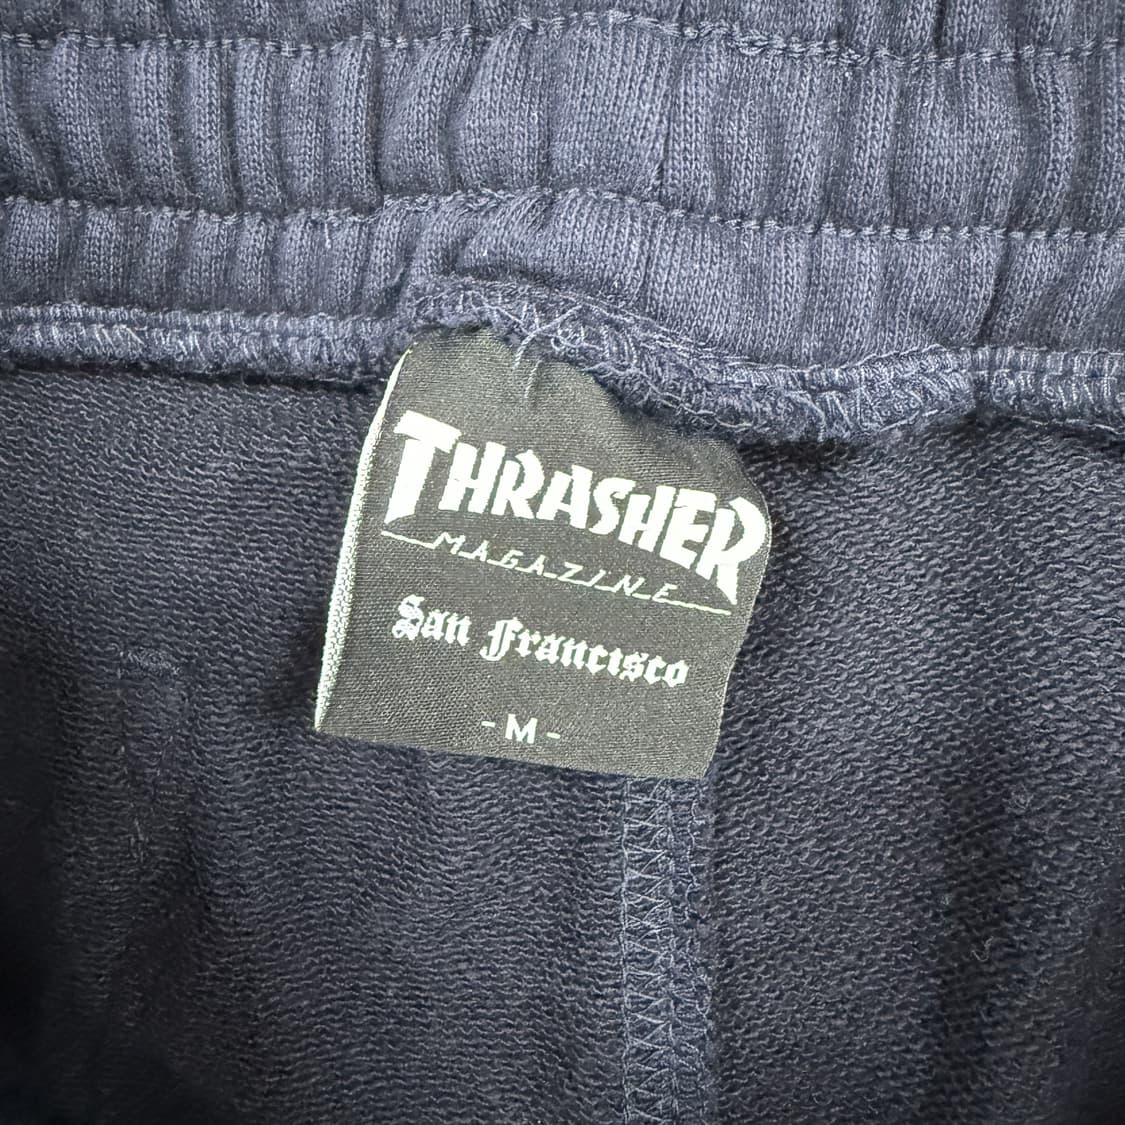 THRASHER
MAGAZINE
San Francisco
- M -